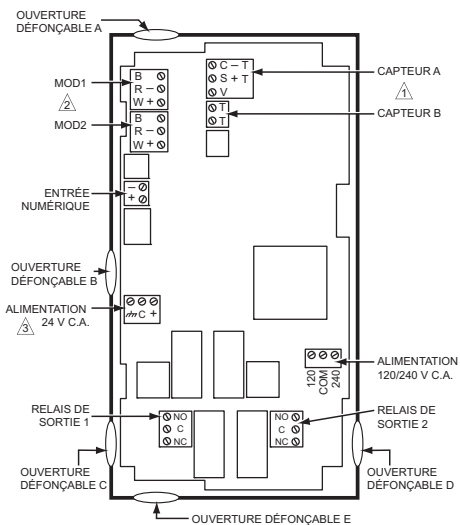 OUVERTURE
DÉFONÇABLE A
MOD1
2
MOD2
B
R –
W +
B
R –
W +
C – T
S + T
V
T
T
CAPTEUR A
1
CAPTEUR B
ENTRÉE
NUMÉRIQUE
–
+
OUVERTURE
DÉFONÇABLE B
ALIMENTATION
3 24 V C.A.
C +
120
COM
240
ALIMENTATION
120/240 V C.A.
RELAIS DE
SORTIE 1
NO
C
NC
NO
C
NC
RELAIS DE
SORTIE 2
OUVERTURE
DÉFONÇABLE C
OUVERTURE
DÉFONÇABLE D
OUVERTURE DÉFONÇABLE E